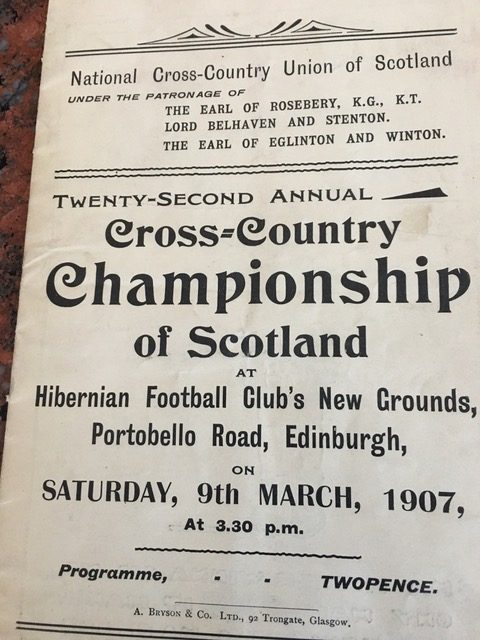 National Cross-Country Union of Scotland
UNDER THE PATRONAGE OF
THE EARL OF ROSEBERY, K.G., K.T.
LORD BELHAVEN AND STENTON.
THE EARL OF EGLINTON AND WINTON.
TWENTY-SECOND ANNUAL
Cross=Country
Championship
of Scotland
AT
Hibernian Football Club's New Grounds,
Portobello Road, Edinburgh,
ON
SATURDAY, 9th MARCH, 1907,
At 3.30 p.m.
Programme, - - TWOPENCE.
A. BRYSON & CO. LTD., 92 Trongate, Glasgow.